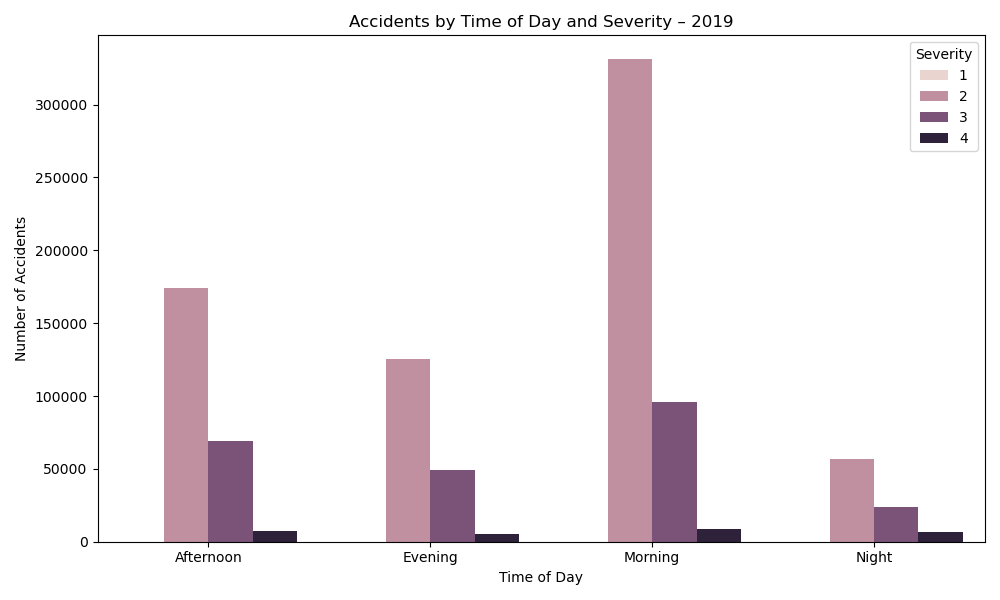 Accidents by Time of Day and Severity – 2019
Severity
1
2
3
4
300000
250000
200000
150000
100000
50000
0
Number of Accidents
Afternoon
Evening
Morning
Night
Time of Day